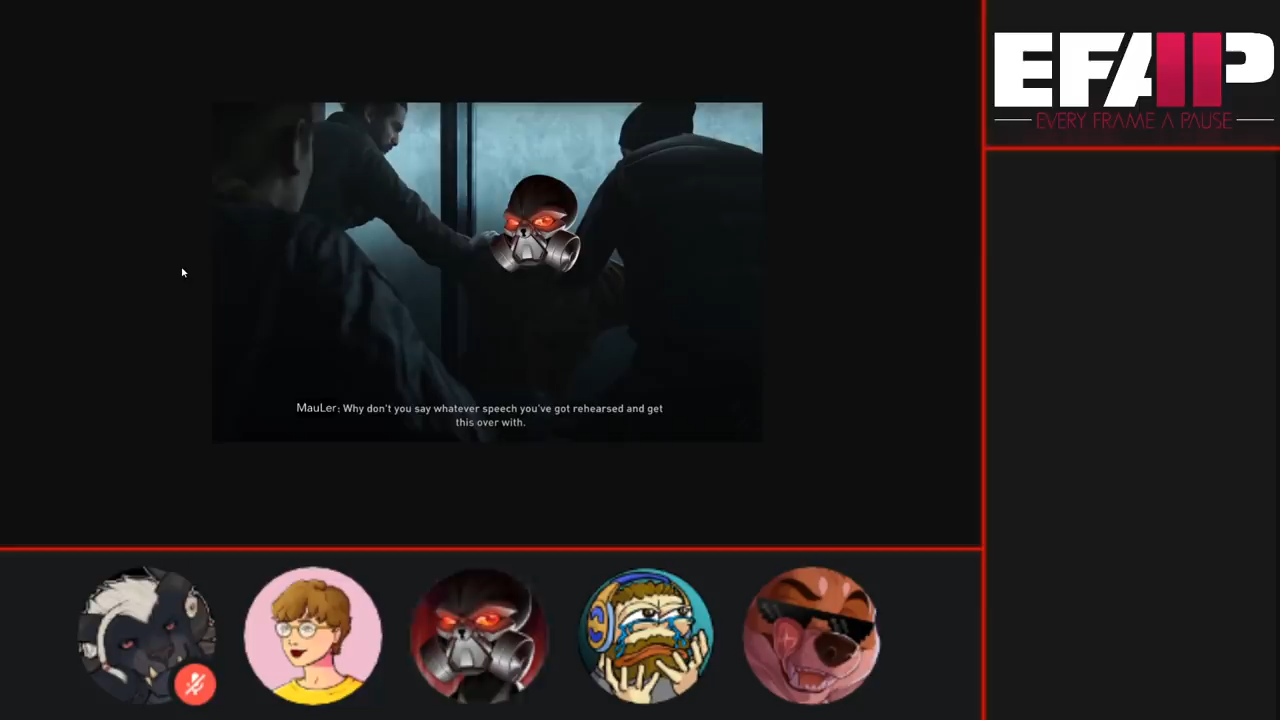 EFAP
EVERY FRAME A PAUSE
MauLer: Why don't you say whatever speech you've got rehearsed and get
this over with.